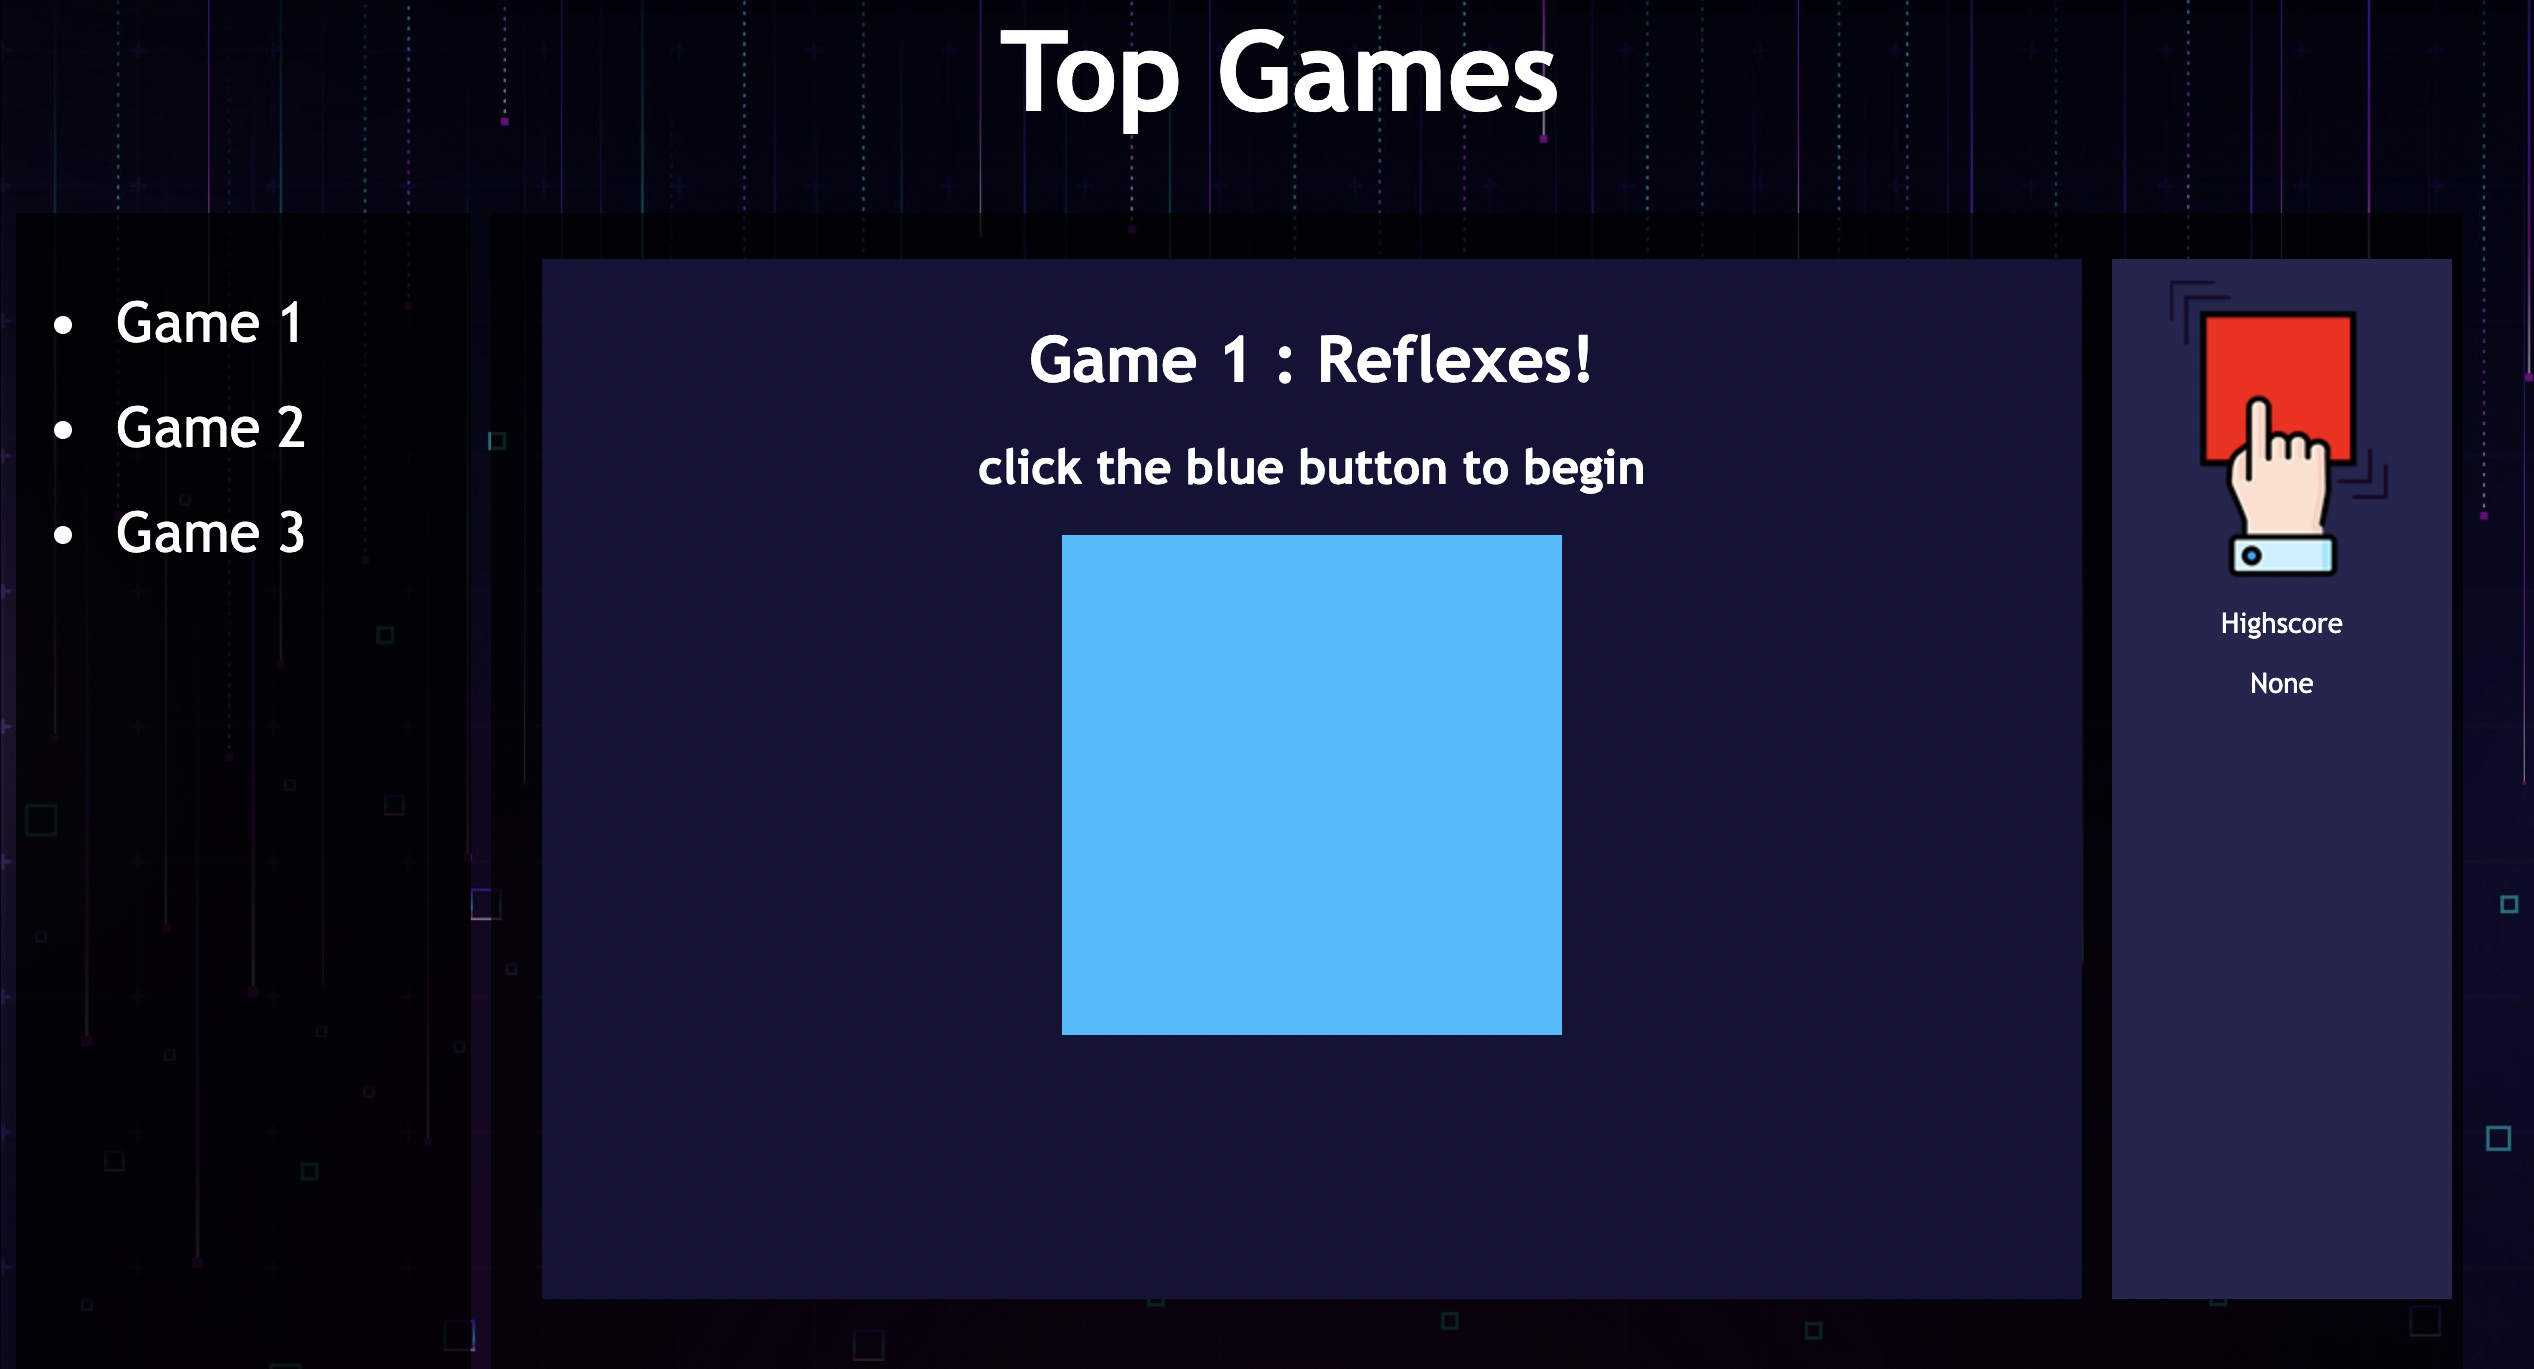 Top Games
Game 1
Game 2
Game 3
Game 1 : Reflexes!
click the blue button to begin
Highscore
None